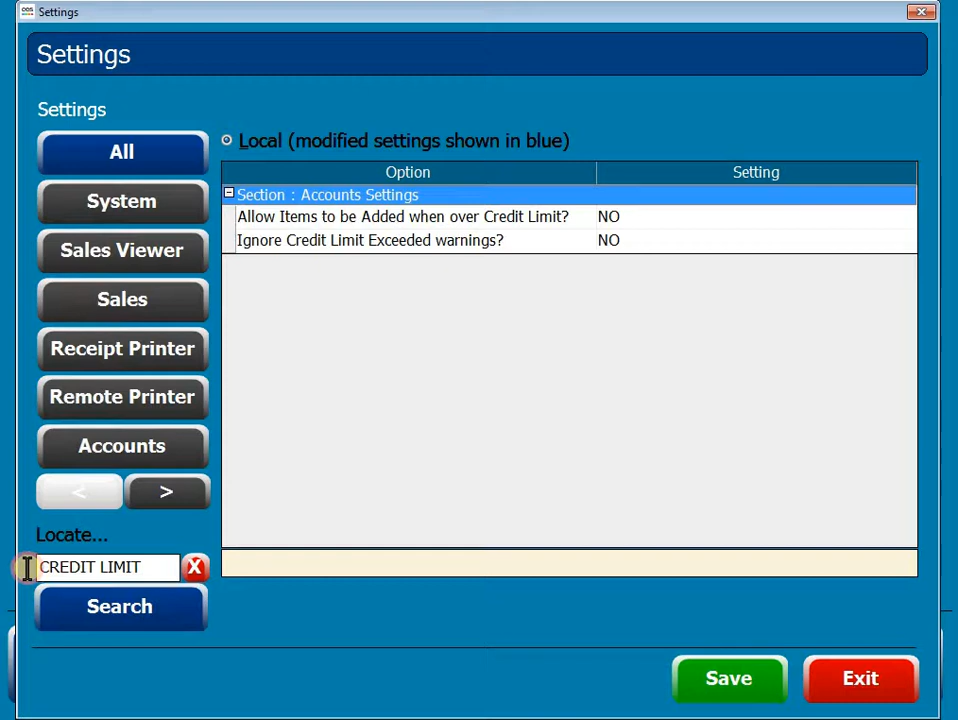 Settings
Settings
Settings
Local (modified settings shown in blue)
Option Setting
Section : Accounts Settings
Allow Items to be Added when over Credit Limit? NO
Ignore Credit Limit Exceeded warnings? NO
All
System
Sales Viewer
Sales
Receipt Printer
Remote Printer
Accounts
< >
Locate...
CREDIT LIMIT X
Search
Save Exit